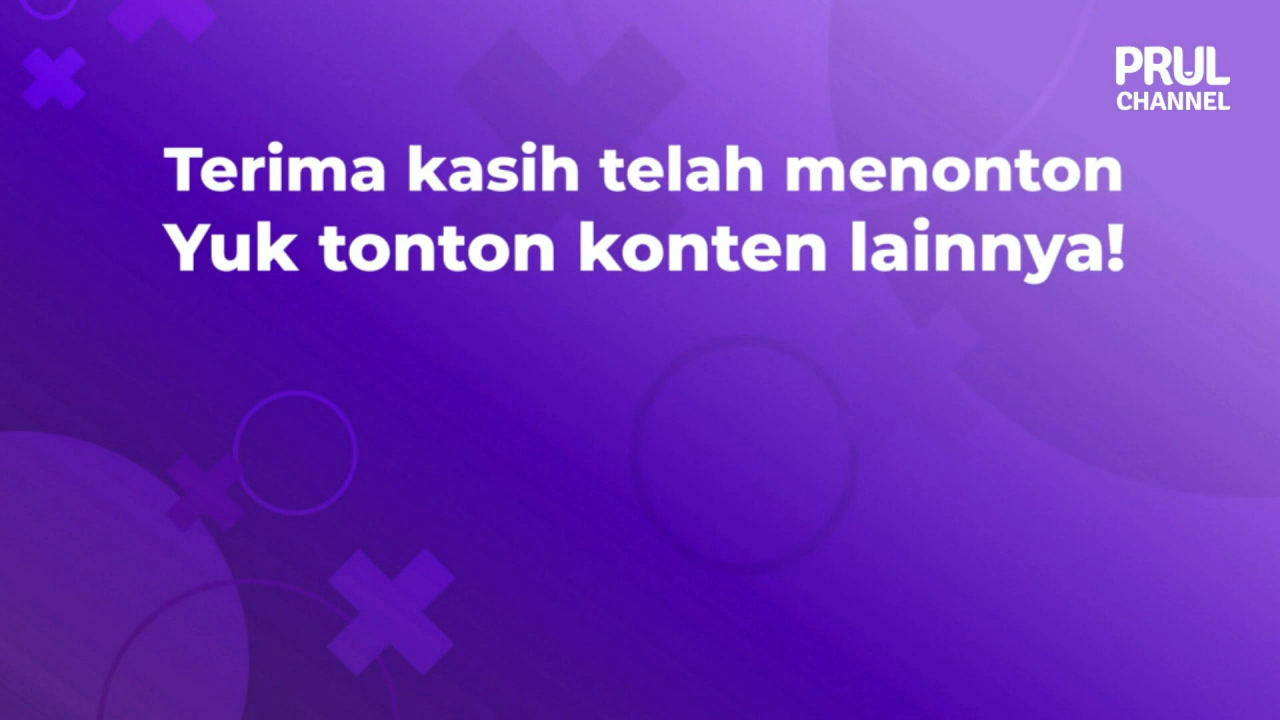 PRUL
CHANNEL
Terima kasih telah menonton
Yuk tonton konten lainnya!